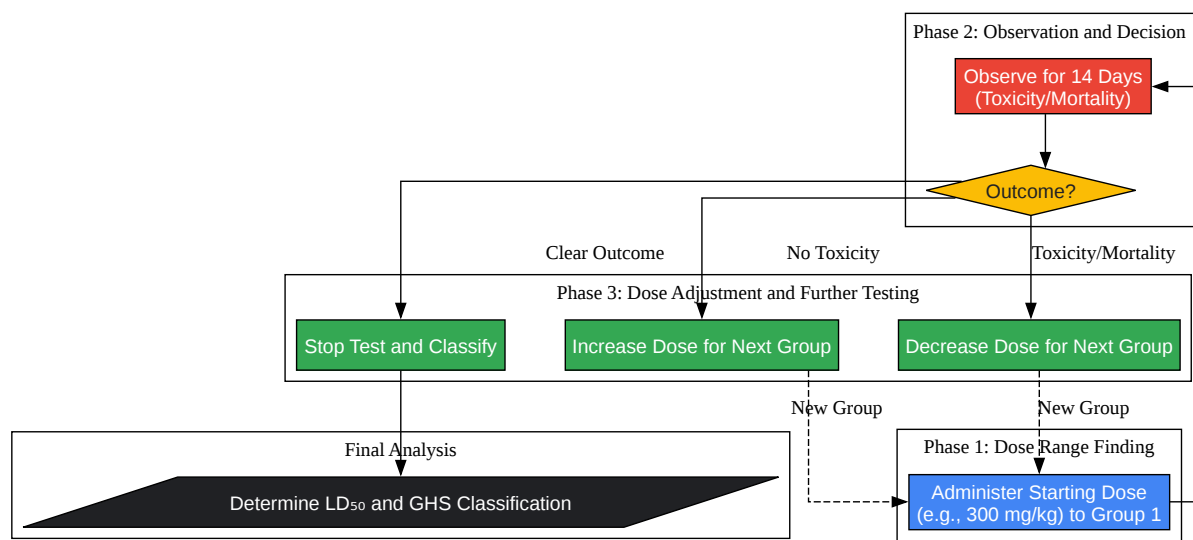 Phase 2: Observation and Decision
Observe for 14 Days
(Toxicity/Mortality)
Outcome?
Clear Outcome
No Toxicity
Toxicity/Mortality
Phase 3: Dose Adjustment and Further Testing
Stop Test and Classify
Increase Dose for Next Group
Decrease Dose for Next Group
New Group
New Group
Final Analysis
Phase 1: Dose Range Finding
Determine LD₅₀ and GHS Classification
Administer Starting Dose
(e.g., 300 mg/kg) to Group 1